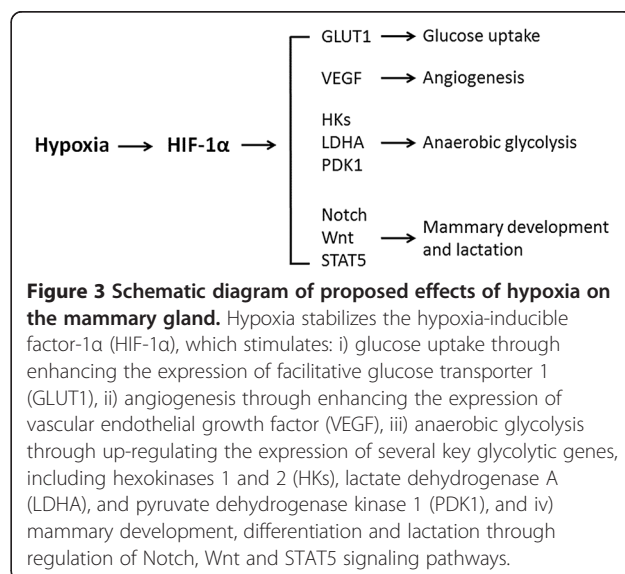 GLUT1 → Glucose uptake
VEGF → Angiogenesis
HKs
LDHA → Anaerobic glycolysis
PDK1
Hypoxia → HIF-1α →
Notch
Wnt → Mammary development
and lactation
STAT5
Figure 3 Schematic diagram of proposed effects of hypoxia on
the mammary gland. Hypoxia stabilizes the hypoxia-inducible
factor-1α (HIF-1α), which stimulates: i) glucose uptake through
enhancing the expression of facilitative glucose transporter 1
(GLUT1), ii) angiogenesis through enhancing the expression of
vascular endothelial growth factor (VEGF), iii) anaerobic glycolysis
through up-regulating the expression of several key glycolytic genes,
including hexokinases 1 and 2 (HKs), lactate dehydrogenase A
(LDHA), and pyruvate dehydrogenase kinase 1 (PDK1), and iv)
mammary development, differentiation and lactation through
regulation of Notch, Wnt and STAT5 signaling pathways.